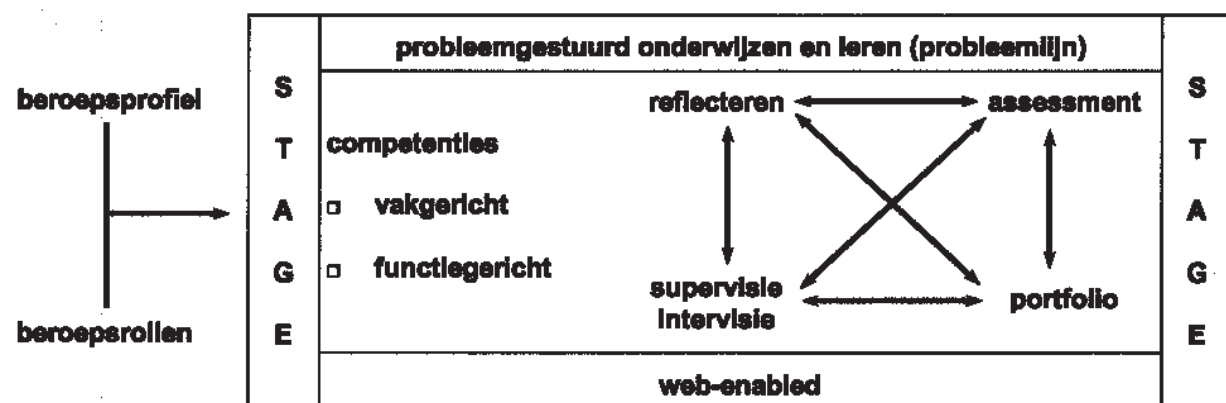 probleemgestuurd onderwijzen en leren (probleemlijn)
beroepsprofiel
beroepsrollen
S
T
A
G
E
competenties
vakgericht
functiegericht
reflecteren
assessment
supervisie
intervisie
portfolio
web-enabled
S
T
A
G
E